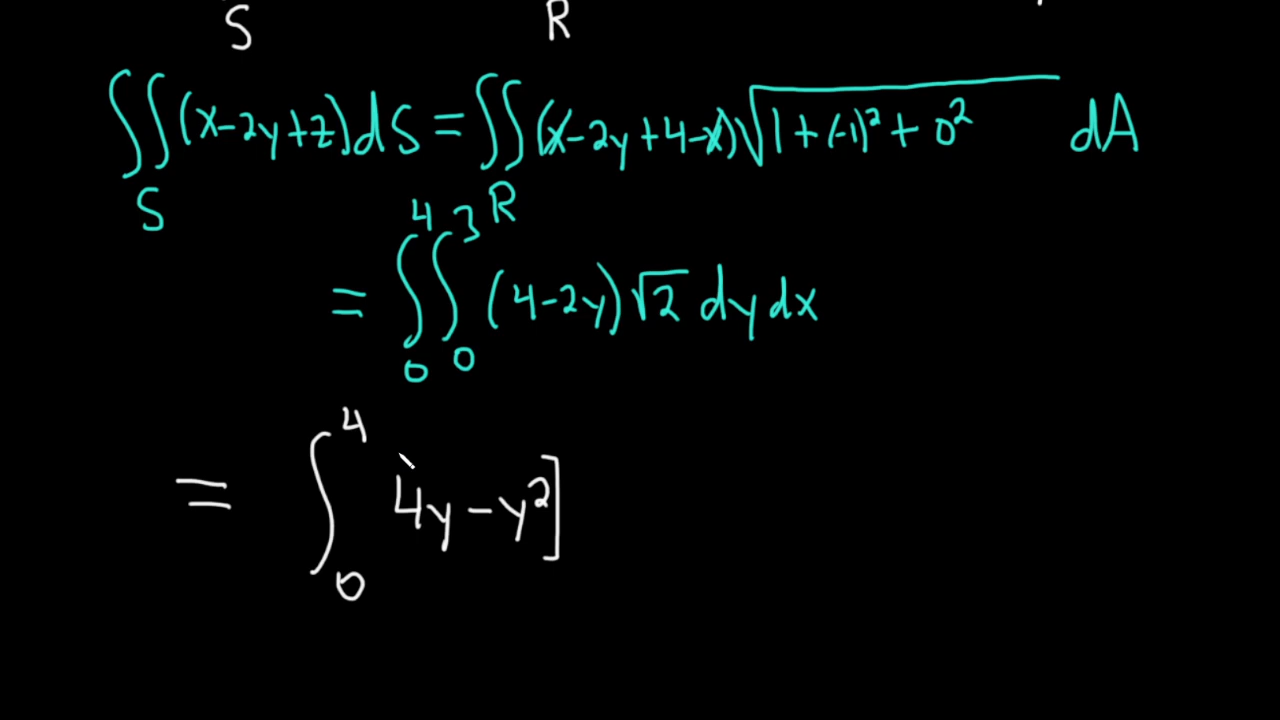 S R
∬(x-2y+z)dS = ∬(x-2y+4-x)√(1+(-1)²+0²) dA
S R
= ∫₀⁴∫₀³ (4-2y)√2 dy dx
= ∫₀⁴ 4y-y²]